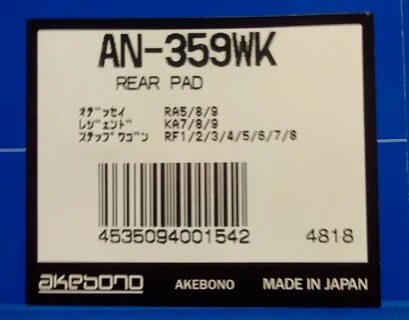 AN-359WK
REAR PAD
ｵﾃﾞｯｾｲ RA5/8/9
ﾚｼﾞｪﾝﾄﾞ KA7/8/9
ｽﾃｯﾌﾟﾜｺﾞﾝ RF1/2/3/4/5/6/7/8
4535094001542 4818
akebono AKEBONO MADE IN JAPAN